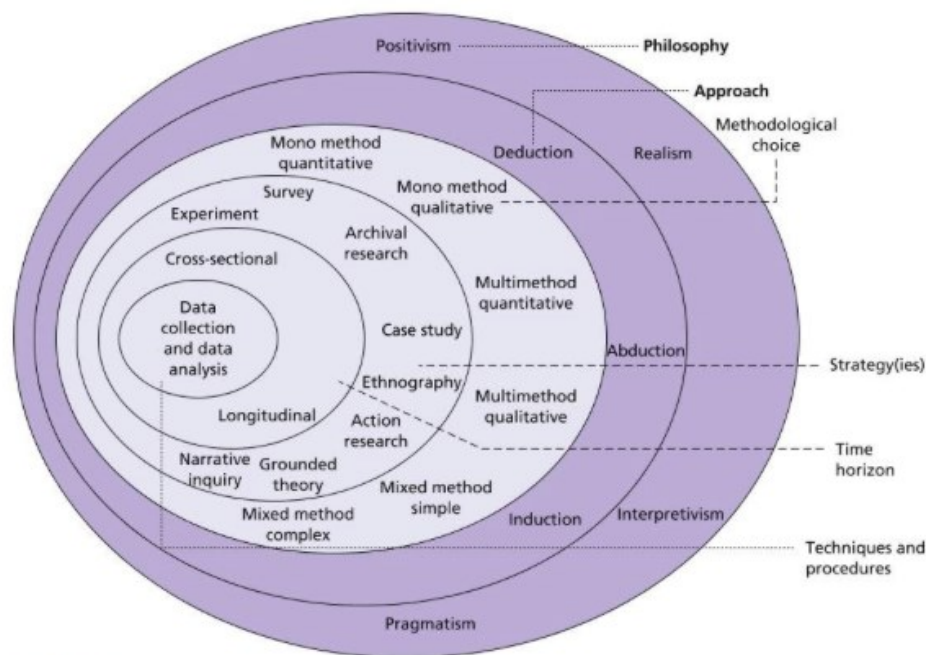 Positivism
Philosophy
Approach
Methodological
choice
Mono method
quantitative
Deduction
Realism
Mono method
qualitative
Survey
Experiment
Archival
research
Cross-sectional
Multimethod
quantitative
Data
collection
and data
analysis
Case study
Abduction
Strategy(ies)
Ethnography
Multimethod
qualitative
Longitudinal
Action
research
Time
horizon
Narrative
inquiry
Grounded
theory
Mixed method
simple
Mixed method
complex
Induction
Interpretivism
Techniques and
procedures
Pragmatism